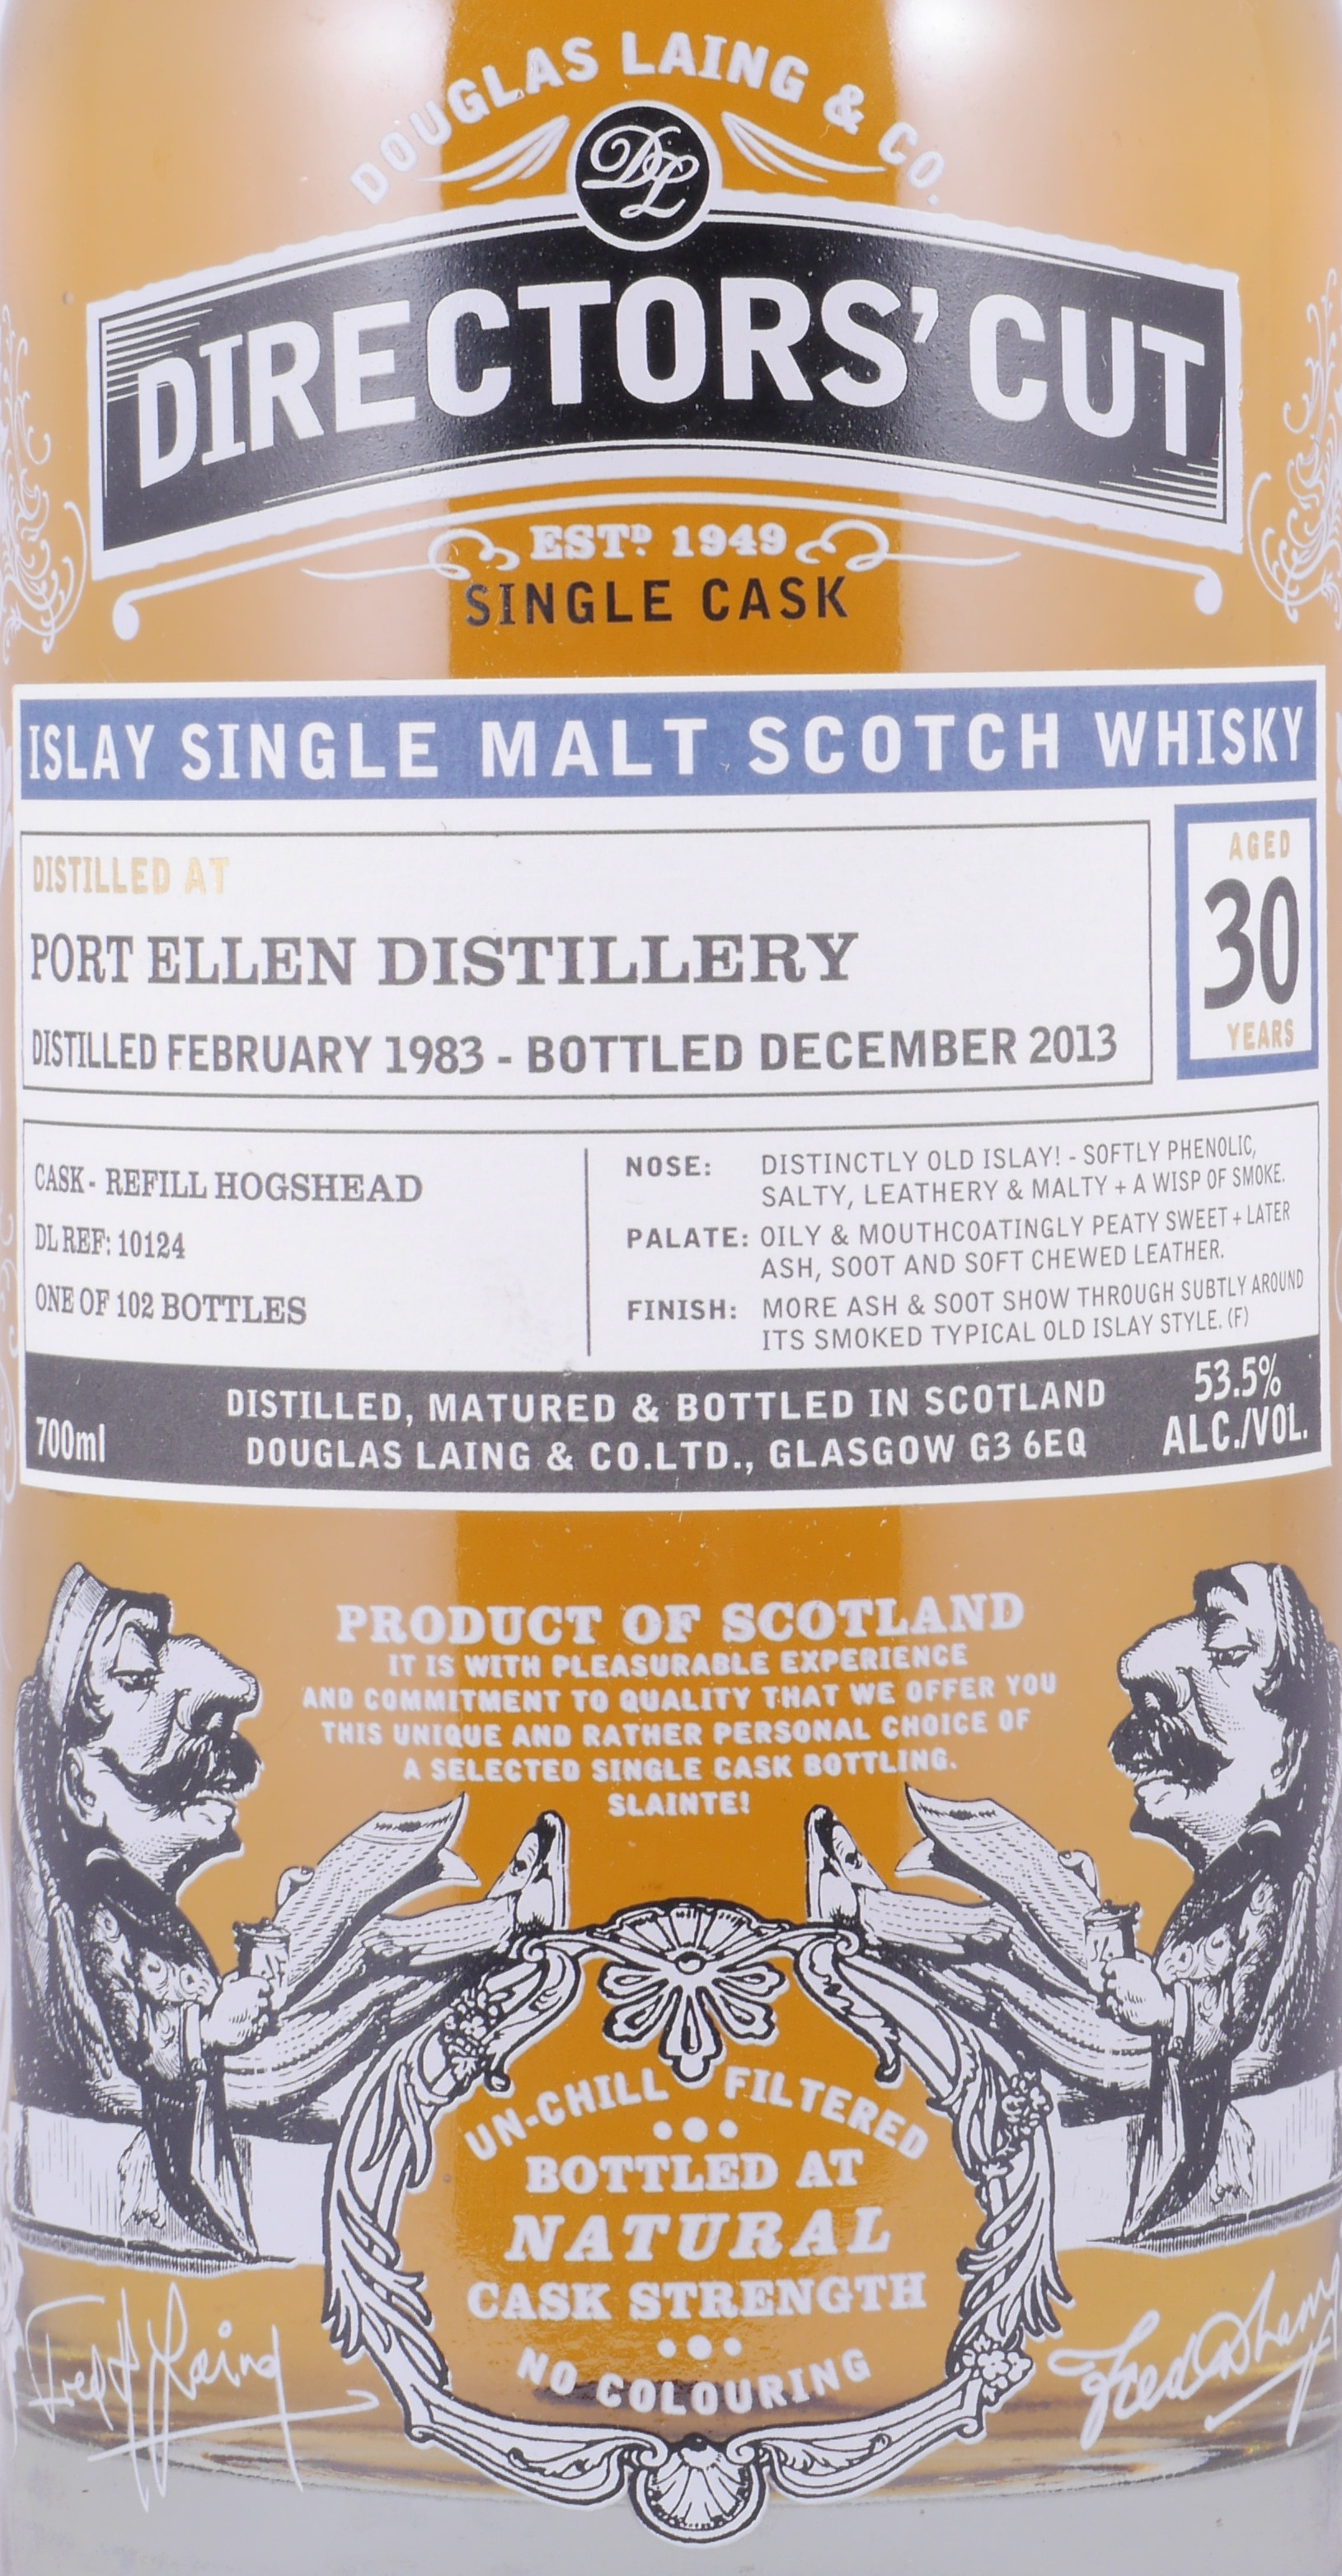 DOUGLAS LAING & CO.
DL
DIRECTORS' CUT
ESTD 1949
SINGLE CASK
ISLAY SINGLE MALT SCOTCH WHISKY
DISTILLED AT
PORT ELLEN DISTILLERY
DISTILLED FEBRUARY 1983 - BOTTLED DECEMBER 2013
AGED
30
YEARS
CASK - REFILL HOGSHEAD
DL REF: 10124
ONE OF 102 BOTTLES
NOSE: DISTINCTLY OLD ISLAY! - SOFTLY PHENOLIC,
SALTY, LEATHERY & MALTY + A WISP OF SMOKE.
PALATE: OILY & MOUTHCOATINGLY PEATY SWEET + LATER
ASH, SOOT AND SOFT CHEWED LEATHER.
FINISH: MORE ASH & SOOT SHOW THROUGH SUBTLY AROUND
ITS SMOKED TYPICAL OLD ISLAY STYLE. (F)
700ml
DISTILLED, MATURED & BOTTLED IN SCOTLAND
DOUGLAS LAING & CO.LTD., GLASGOW G3 6EQ
53.5%
ALC./VOL.
PRODUCT OF SCOTLAND
IT IS WITH PLEASURABLE EXPERIENCE
AND COMMITMENT TO QUALITY THAT WE OFFER YOU
THIS UNIQUE AND RATHER PERSONAL CHOICE OF
A SELECTED SINGLE CASK BOTTLING.
SLAINTE!
UN-CHILL FILTERED
BOTTLED AT
NATURAL
CASK STRENGTH
NO COLOURING
Laing